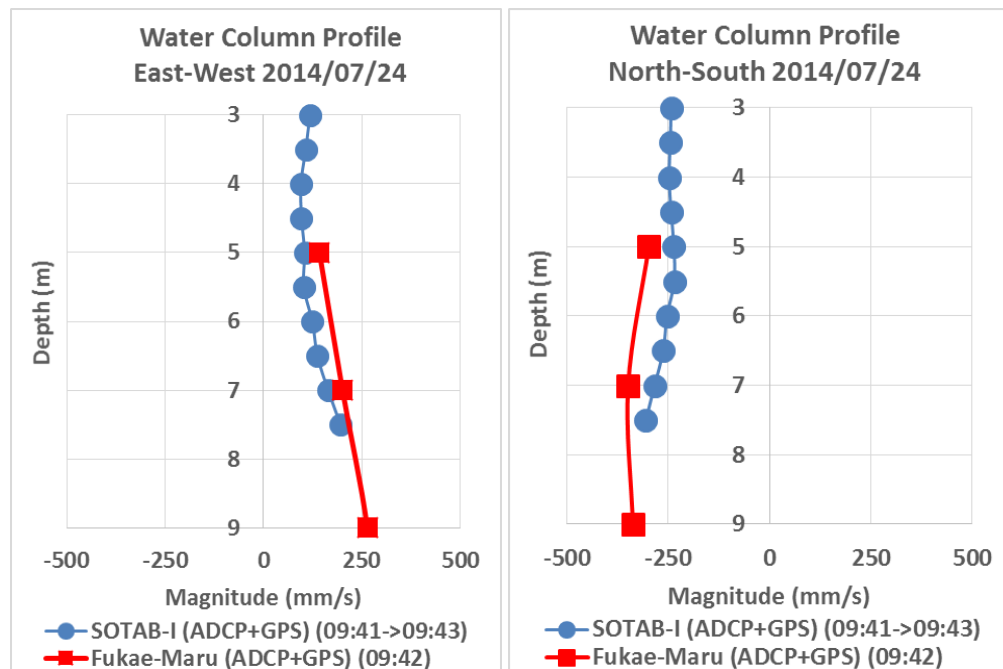 Water Column Profile
East-West 2014/07/24
3
4
5
6
7
8
9
-500 -250 0 250 500
Depth (m)
Magnitude (mm/s)
SOTAB-I (ADCP+GPS) (09:41->09:43)
Fukae-Maru (ADCP+GPS) (09:42)
Water Column Profile
North-South 2014/07/24
3
4
5
6
7
8
9
-500 -250 0 250 500
Depth (m)
Magnitude (mm/s)
SOTAB-I (ADCP+GPS) (09:41->09:43)
Fukae-Maru (ADCP+GPS) (09:42)